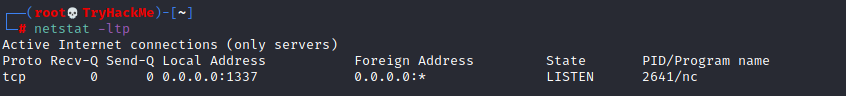 ┌──(root💀TryHackMe)-[~]
└─# netstat -ltp
Active Internet connections (only servers)
Proto Recv-Q Send-Q Local Address           Foreign Address         State       PID/Program name
tcp        0      0 0.0.0.0:1337            0.0.0.0:*               LISTEN      2641/nc